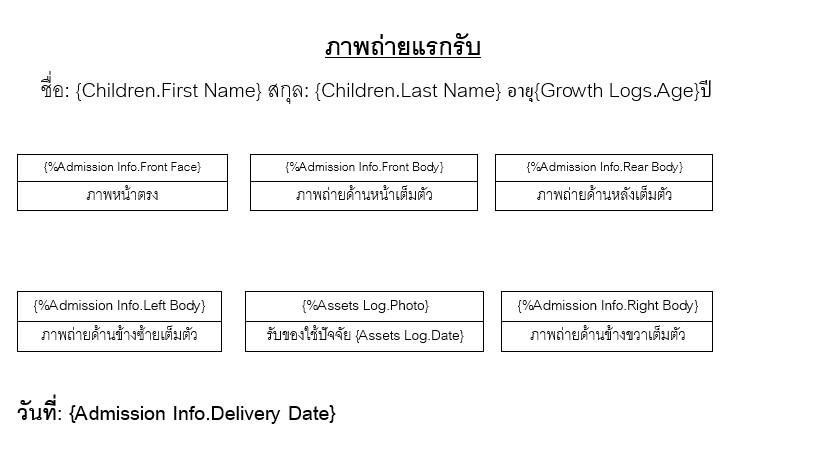 ภาพถ่ายแรกรับ
ชื่อ: {Children.First Name} สกุล: {Children.Last Name} อายุ{Growth Logs.Age}ปี
{%Admission Info.Front Face} {%Admission Info.Front Body} {%Admission Info.Rear Body}
ภาพหน้าตรง ภาพถ่ายด้านหน้าเต็มตัว ภาพถ่ายด้านหลังเต็มตัว
{%Admission Info.Left Body} {%Assets Log.Photo} {%Admission Info.Right Body}
ภาพถ่ายด้านข้างซ้ายเต็มตัว รับของใช้ปัจจัย {Assets Log.Date} ภาพถ่ายด้านข้างขวาเต็มตัว
วันที่: {Admission Info.Delivery Date}